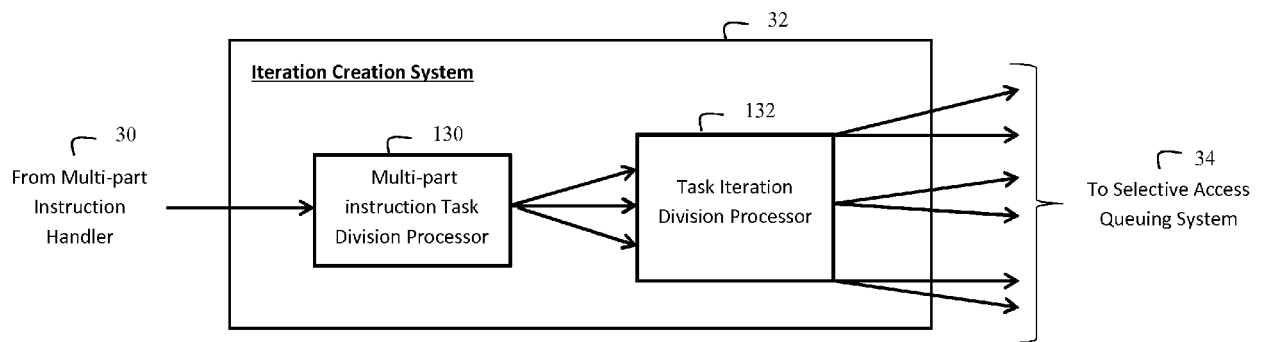 32
Iteration Creation System
30
From Multi-part
Instruction
Handler
130
Multi-part
instruction Task
Division Processor
132
Task Iteration
Division Processor
34
To Selective Access
Queuing System